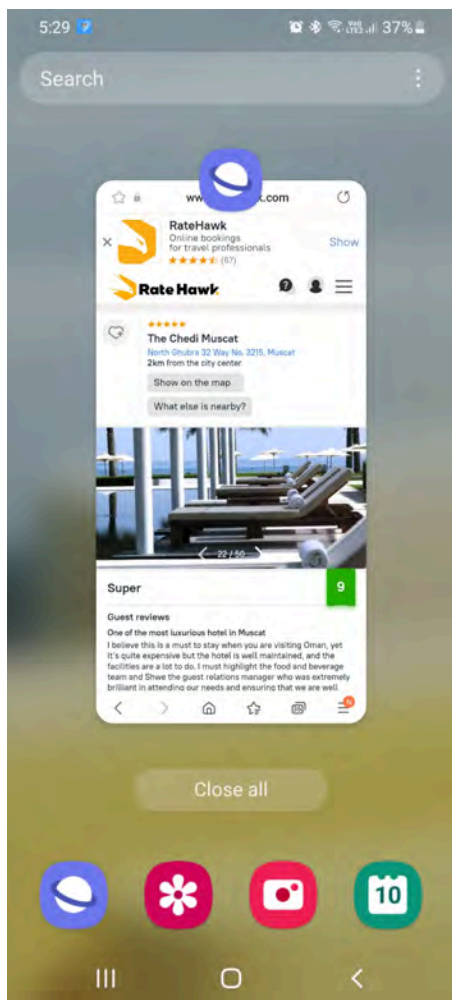 5:29
37%
Search
RateHawk
Online bookings
for travel professionals
(67)
Show
Rate Hawk
The Chedi Muscat
North Ghubra 32 Way No. 3215, Muscat
2km from the city center
Show on the map
What else is nearby?
22 / 50
Super
9
Guest reviews
One of the most luxurious hotel in Muscat
I believe this is a must to stay when you are visiting Oman, yet
it's quite expensive but the hotel is well maintained, and the
facilities are a lot to do. I must highlight the food and beverage
team and Shwe the guest relations manager who was extremely
brilliant in attending our needs and ensuring that we are well
Close all
10